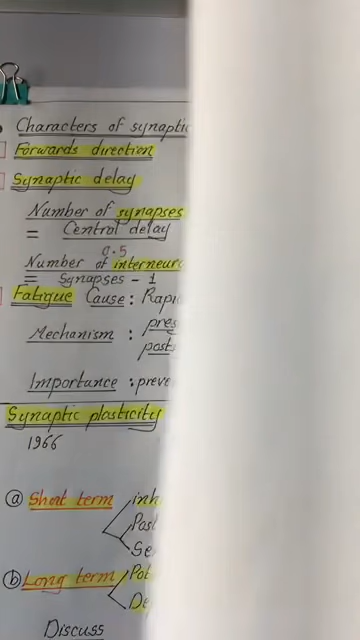 Characters of synaptic
Forwards direction
Synaptic delay
Number of synapses
= Central delay
0.5
Number of interneur
= Synapses - 1
Fatigue Cause: Rapi
Mechanism : pres
posts
Importance : preve
Synaptic plasticity
1966
a Short term inh
Post
Se
b Long term Pot
De
Discuss